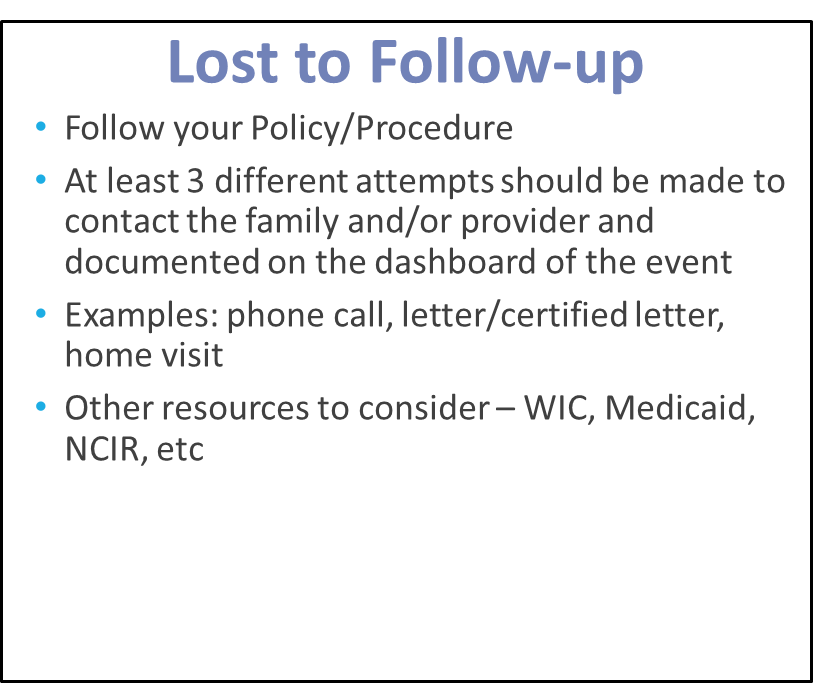 Lost to Follow-up
• Follow your Policy/Procedure
• At least 3 different attempts should be made to
contact the family and/or provider and
documented on the dashboard of the event
• Examples: phone call, letter/certified letter,
home visit
• Other resources to consider – WIC, Medicaid,
NCIR, etc